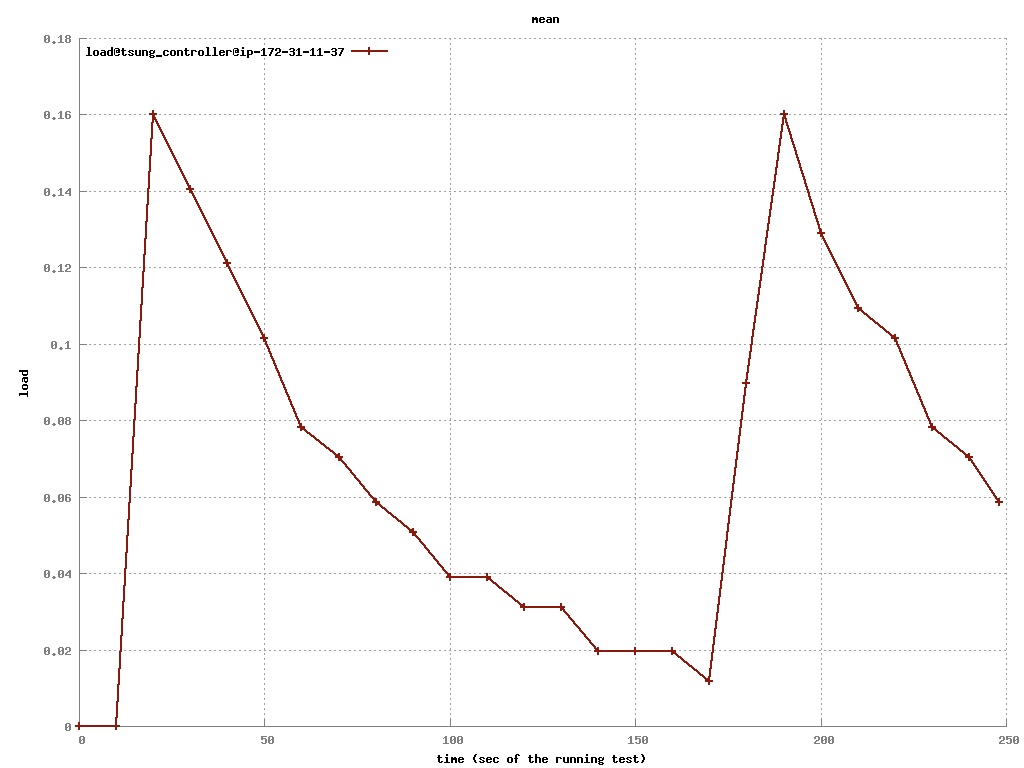 mean
load@tsung_controller@ip-172-31-11-37
0.18
0.16
0.14
0.12
0.1
0.08
0.06
0.04
0.02
0
load
0 50 100 150 200 250
time (sec of the running test)